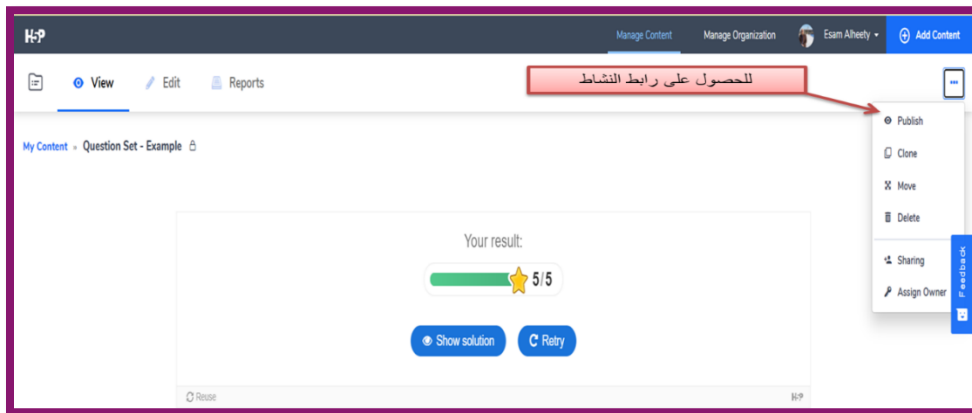 H5P
Manage Content
Manage Organization
Esam Alheety
Add Content
View
Edit
Reports
للحصول على رابط النشاط
...
Publish
My Content » Question Set - Example
Clone
Move
Delete
Your result:
Sharing
5/5
Assign Owner
Feedback
Show solution
Retry
Reuse
H5P